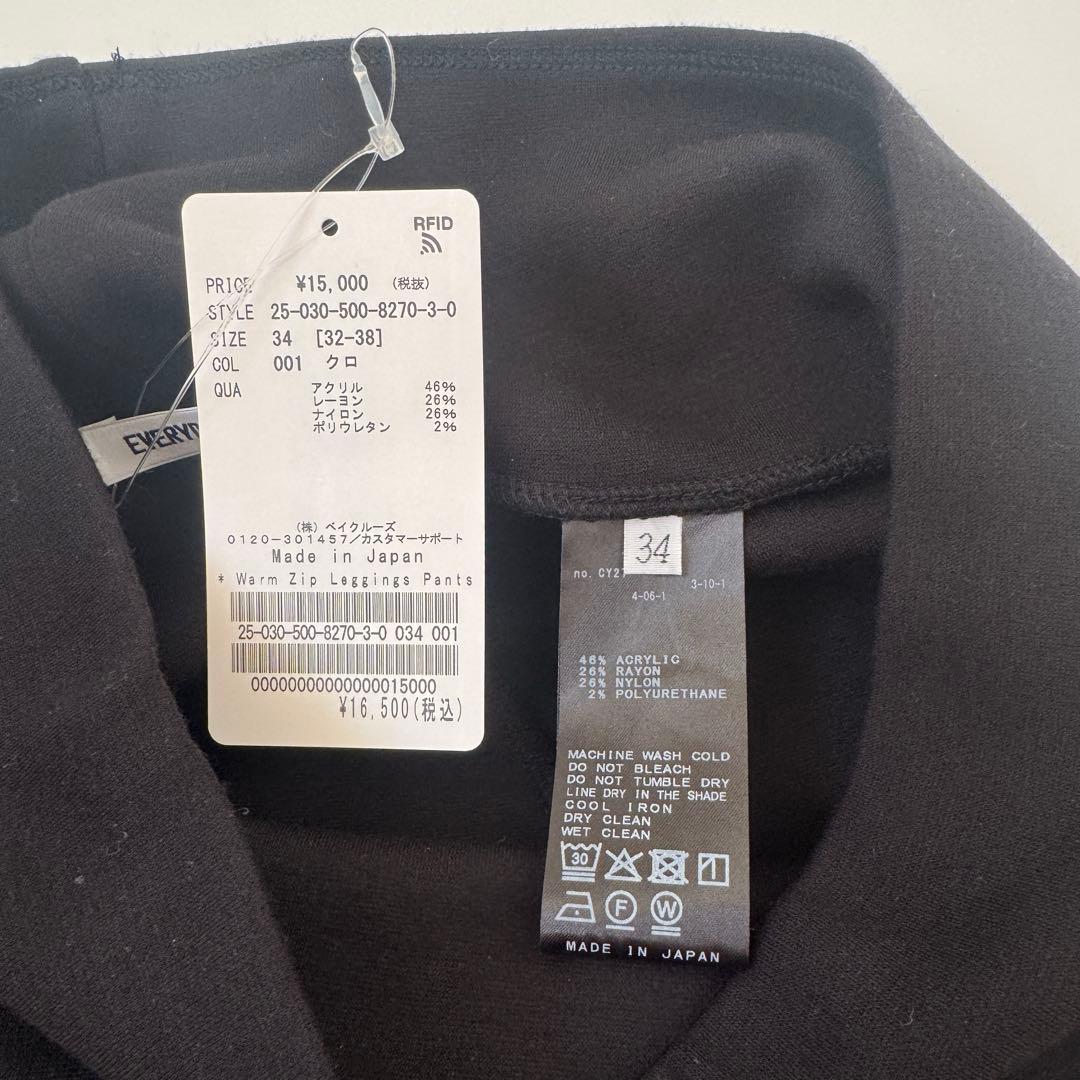 RFID
PRICE ¥15,000 (税抜)
STYLE 25-030-500-8270-3-0
SIZE 34 [32-38]
COL 001 クロ
QUA アクリル 46%
レーヨン 26%
ナイロン 26%
ポリウレタン 2%
(株) ベイクルーズ
0120-301457/カスタマーサポート
Made in Japan
* Warm Zip Leggings Pants
25-030-500-8270-3-0 034 001
00000000000000015000
¥16,500(税込)
34
no. CY2
3-10-1
4-06-1
46% ACRYLIC
26% RAYON
26% NYLON
2% POLYURETHANE
MACHINE WASH COLD
DO NOT BLEACH
DO NOT TUMBLE DRY
LINE DRY IN THE SHADE
COOL IRON
DRY CLEAN
WET CLEAN
30
F W
MADE IN JAPAN